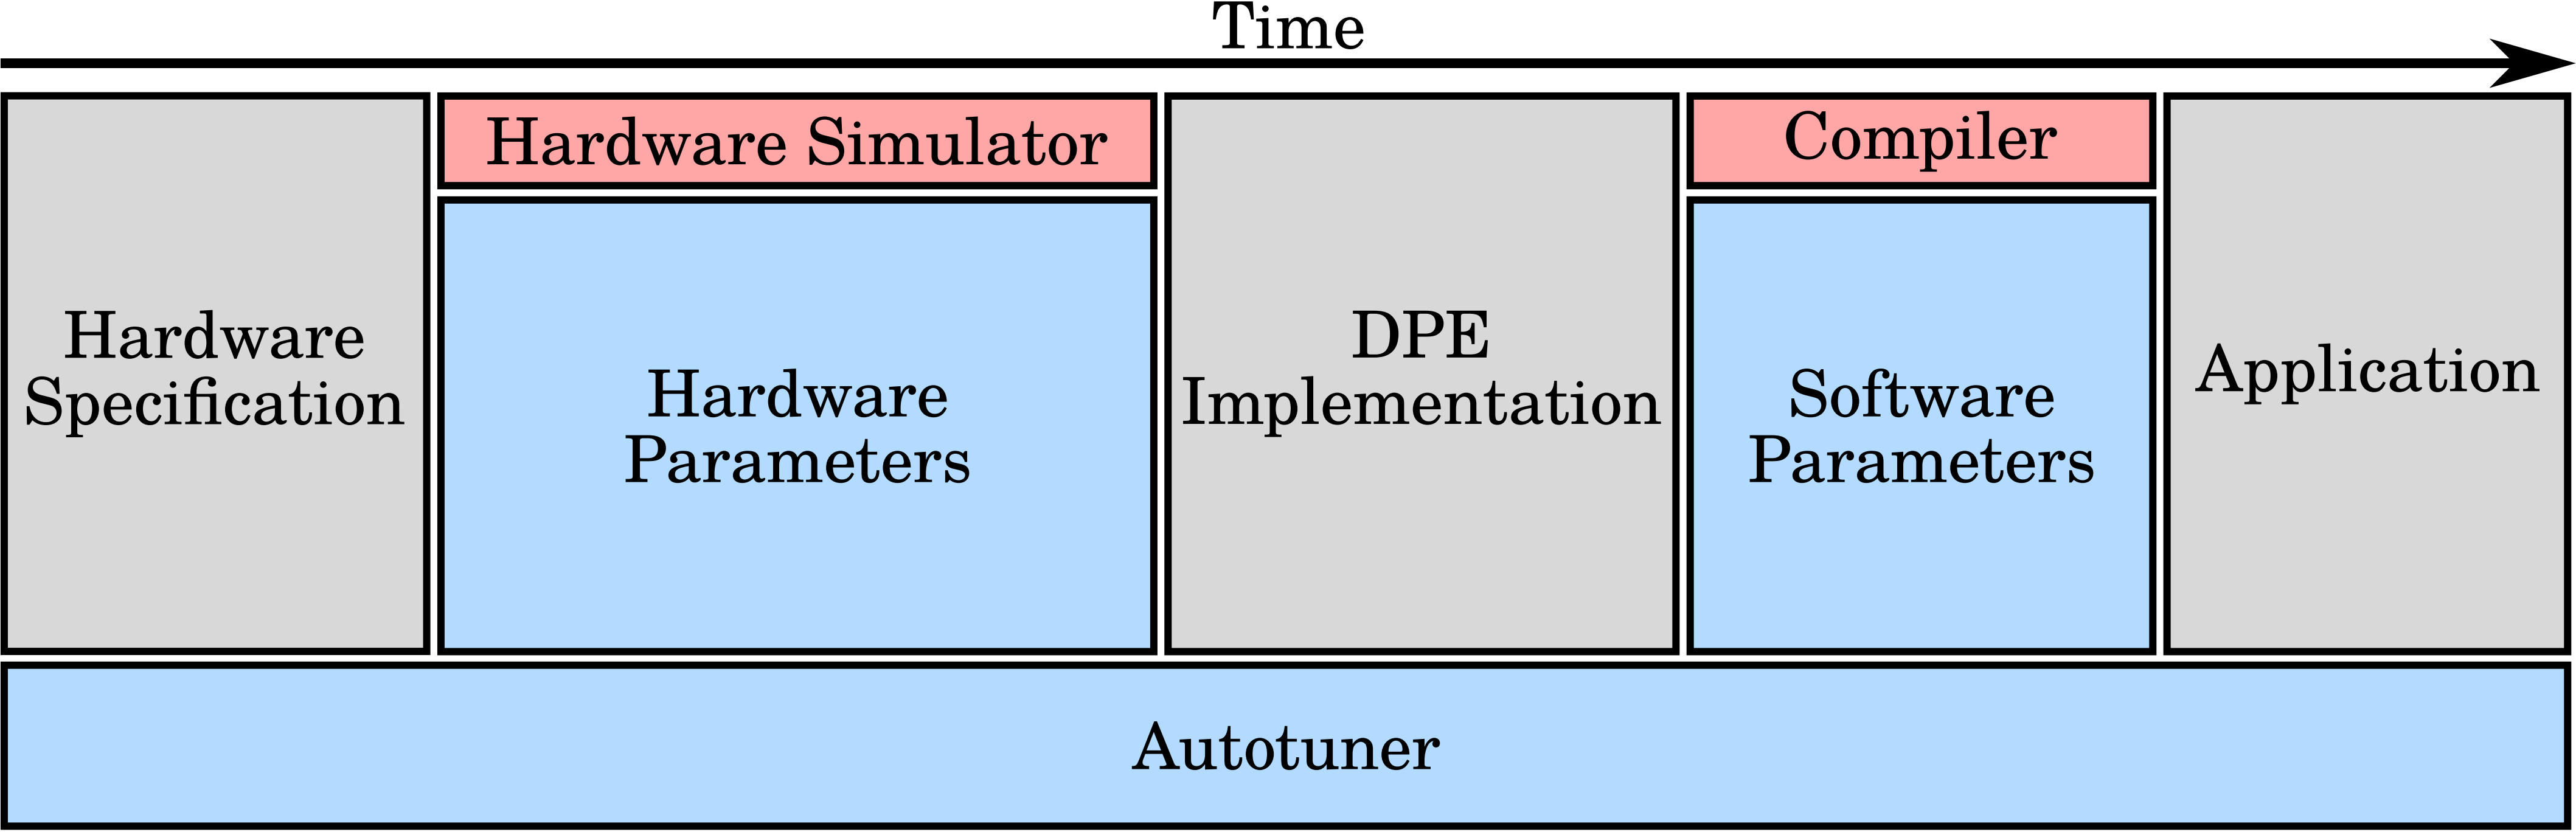 Time
Hardware
Specification
Hardware Simulator
Hardware
Parameters
DPE
Implementation
Compiler
Software
Parameters
Application
Autotuner